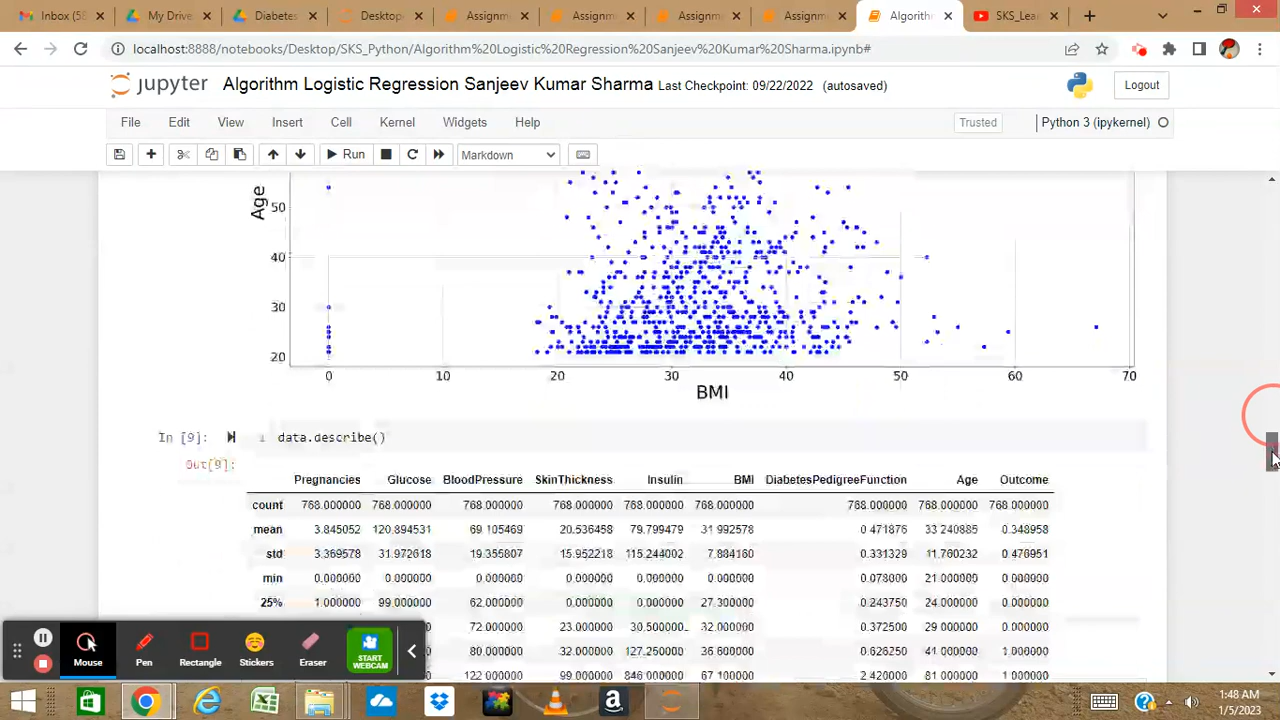 Inbox (58
My Drive
Diabetes
Desktop
Assignm
Assignm
Assignm
Assignm
Algorithm
SKS_Lea
localhost:8888/notebooks/Desktop/SKS_Python/Algorithm%20Logistic%20Regression%20Sanjeev%20Kumar%20Sharma.ipynb#
jupyter Algorithm Logistic Regression Sanjeev Kumar Sharma Last Checkpoint: 09/22/2022 (autosaved)
Logout
File Edit View Insert Cell Kernel Widgets Help
Trusted
Python 3 (ipykernel)
Run
Markdown
Age
50
40
30
20
0 10 20 30 40 50 60 70
BMI
In [9]: 1 data.describe()
Out[9]:
Pregnancies Glucose BloodPressure SkinThickness Insulin BMI DiabetesPedigreeFunction Age Outcome
count 768.000000 768.000000 768.000000 768.000000 768.000000 768.000000 768.000000 768.000000 768.000000
mean 3.845052 120.894531 69.105469 20.536458 79.799479 31.992578 0.471876 33.240885 0.348958
std 3.369578 31.972618 19.355807 15.952218 115.244002 7.884160 0.331329 11.760232 0.476951
min 0.000000 0.000000 0.000000 0.000000 0.000000 0.000000 0.078000 21.000000 0.000000
25% 1.000000 99.000000 62.000000 0.000000 0.000000 27.300000 0.243750 24.000000 0.000000
72.000000 23.000000 30.500000 32.000000 0.372500 29.000000 0.000000
80.000000 32.000000 127.250000 36.600000 0.626250 41.000000 1.000000
122.000000 99.000000 846.000000 67.100000 2.420000 81.000000 1.000000
Mouse
Pen
Rectangle
Stickers
Eraser
START
WEBCAM
1:48 AM
1/5/2023